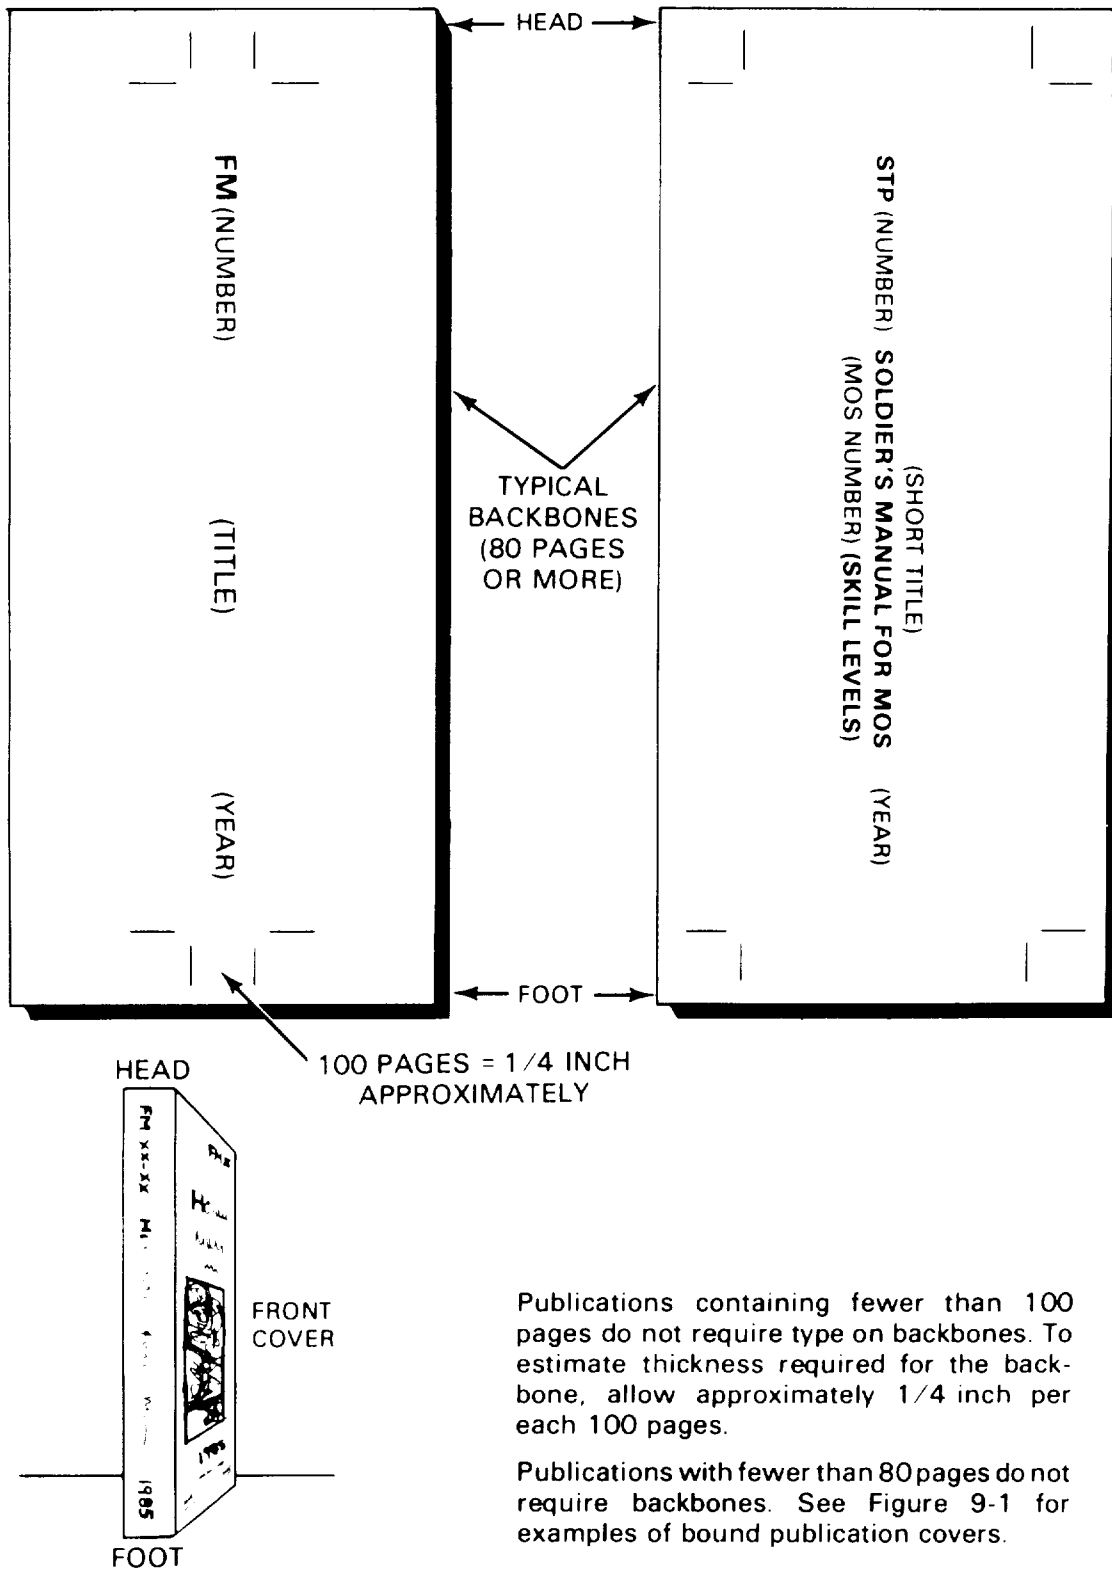 HEAD
FM (NUMBER)
(TITLE)
(YEAR)
TYPICAL
BACKBONES
(80 PAGES
OR MORE)
(SHORT TITLE)
STP (NUMBER) SOLDIER'S MANUAL FOR MOS (YEAR)
(MOS NUMBER) (SKILL LEVELS)
FOOT
100 PAGES = 1/4 INCH
APPROXIMATELY
HEAD
FM xx-xx
1985
FRONT
COVER
FOOT
Publications containing fewer than 100
pages do not require type on backbones. To
estimate thickness required for the back-
bone, allow approximately 1/4 inch per
each 100 pages.
Publications with fewer than 80 pages do not
require backbones. See Figure 9-1 for
examples of bound publication covers.